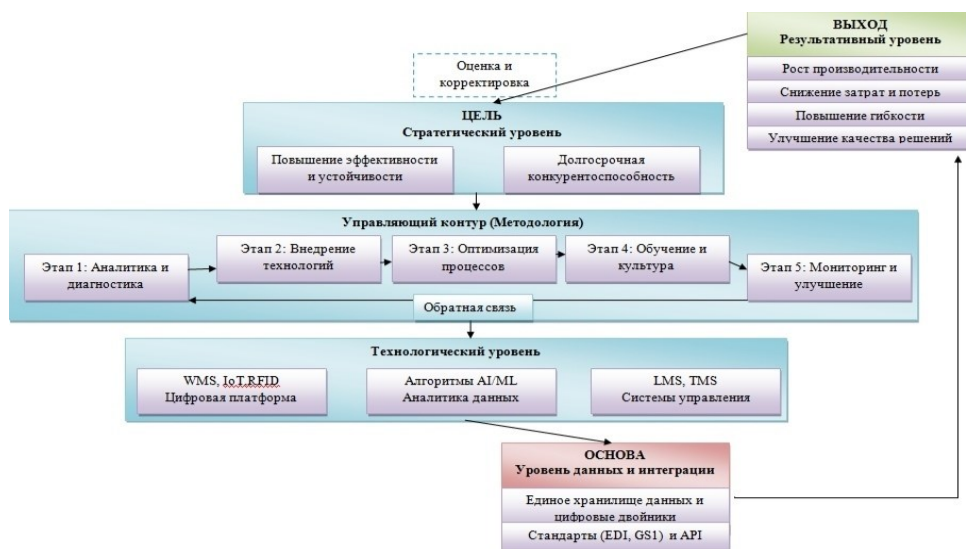 ВЫХОД
Результативный уровень
Рост производительности
Снижение затрат и потерь
Повышение гибкости
Улучшение качества решений
Оценка и
корректировка
ЦЕЛЬ
Стратегический уровень
Повышение эффективности
и устойчивости
Долгосрочная
конкурентоспособность
Управляющий контур (Методология)
Этап 1: Аналитика и
диагностика
Этап 2: Внедрение
технологий
Этап 3: Оптимизация
процессов
Этап 4: Обучение и
культура
Этап 5: Мониторинг и
улучшение
Обратная связь
Технологический уровень
WMS, IoT.RFID
Цифровая платформа
Алгоритмы AI/ML
Аналитика данных
LMS, TMS
Системы управления
ОСНОВА
Уровень данных и интеграции
Единое хранилище данных и
цифровые двойники
Стандарты (EDI, GS1) и API